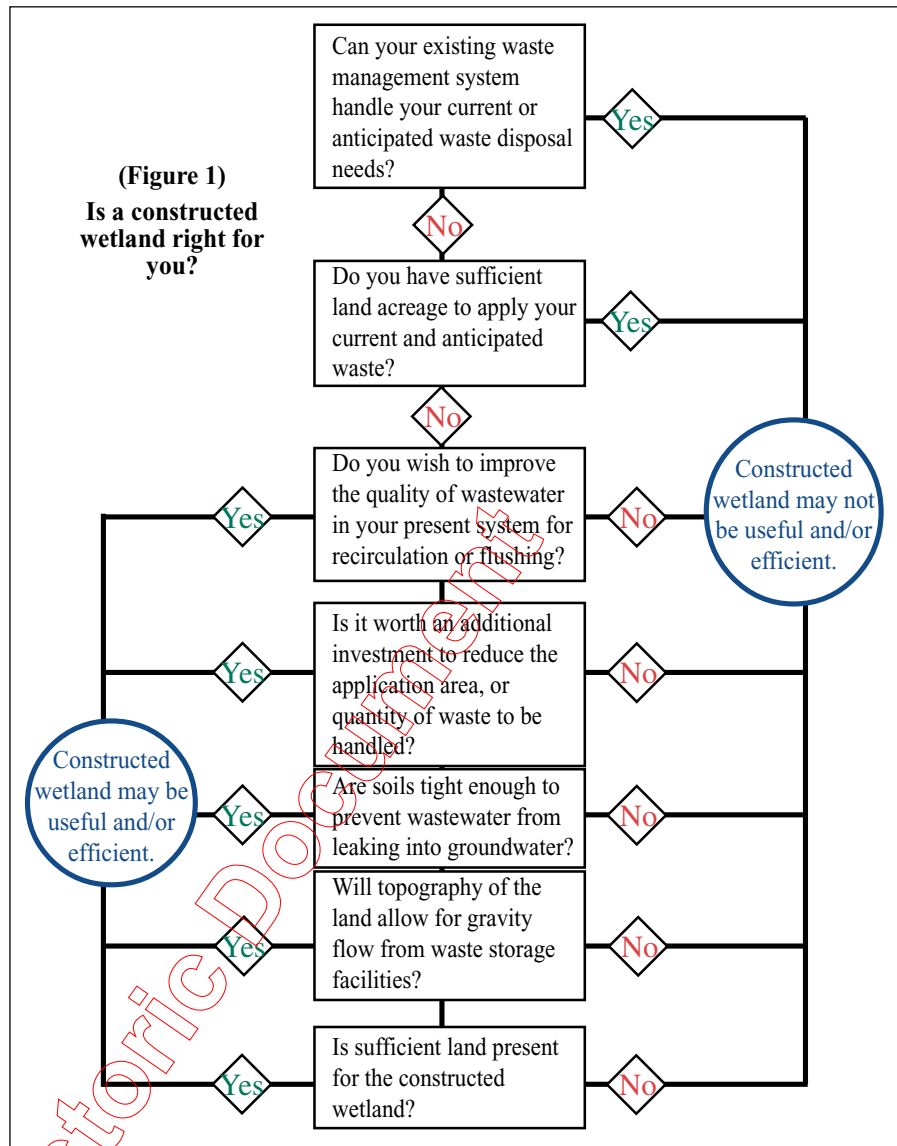 Can your existing waste
management system
handle your current or
anticipated waste disposal
needs?
Yes
(Figure 1)
Is a constructed
wetland right for
you?
No
Do you have sufficient
land acreage to apply your
current and anticipated
waste?
Yes
No
Do you wish to improve
the quality of wastewater
in your present system for
recirculation or flushing?
Yes
No
Constructed
wetland may not
be useful and/or
efficient.
Is it worth an additional
investment to reduce the
application area, or
quantity of waste to be
handled?
Yes
No
Constructed
wetland may be
useful and/or
efficient.
Are soils tight enough to
prevent wastewater from
leaking into groundwater?
Yes
No
Will topography of the
land allow for gravity
flow from waste storage
facilities?
Yes
No
Is sufficient land present
for the constructed
wetland?
Yes
No
storic Document